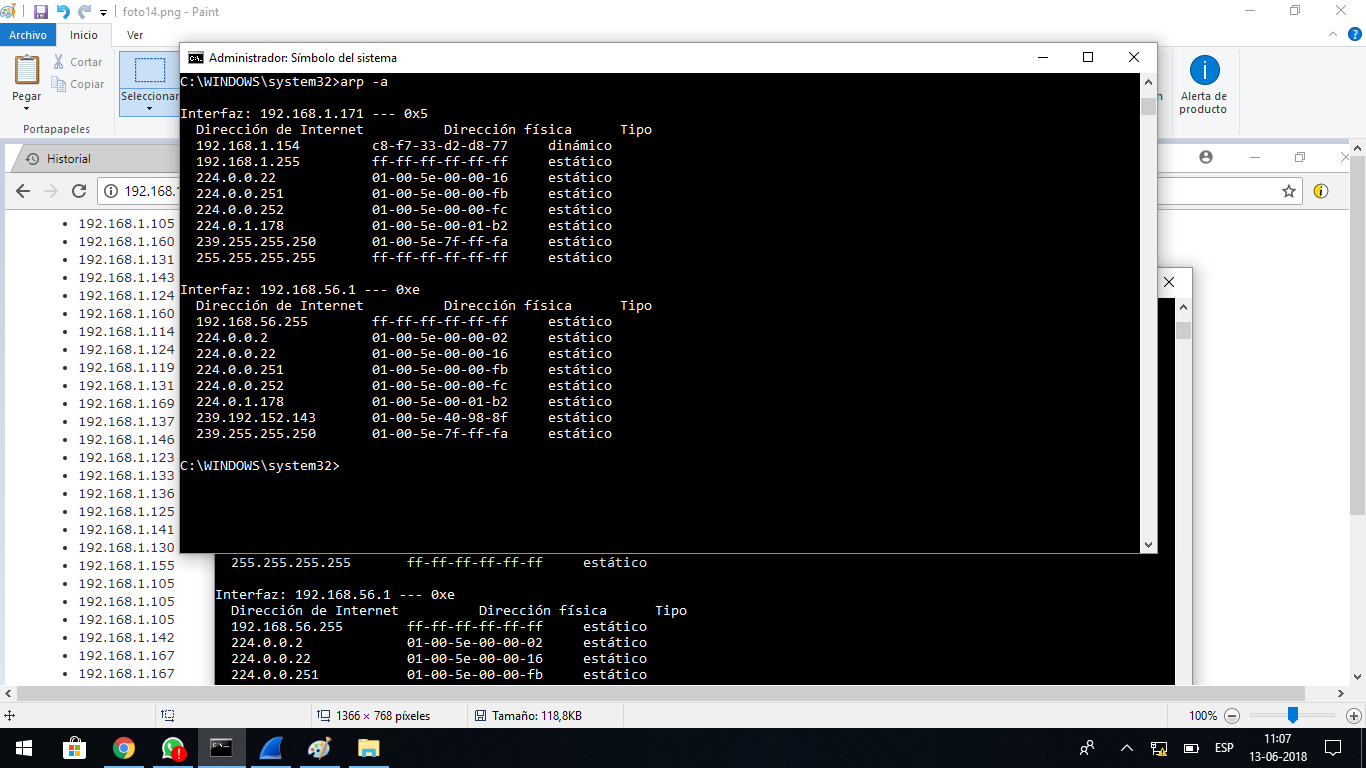 foto14.png - Paint
Archivo Inicio Ver
Pegar
Cortar
Copiar
Portapapeles
Seleccionar
Alerta de
producto
Administrador: Símbolo del sistema
C:\WINDOWS\system32>arp -a
Interfaz: 192.168.1.171 --- 0x5
Dirección de Internet Dirección física Tipo
192.168.1.154 c8-f7-33-d2-d8-77 dinámico
192.168.1.255 ff-ff-ff-ff-ff-ff estático
224.0.0.22 01-00-5e-00-00-16 estático
224.0.0.251 01-00-5e-00-00-fb estático
224.0.0.252 01-00-5e-00-00-fc estático
224.0.1.178 01-00-5e-00-01-b2 estático
239.255.255.250 01-00-5e-7f-ff-fa estático
255.255.255.255 ff-ff-ff-ff-ff-ff estático
Interfaz: 192.168.56.1 --- 0xe
Dirección de Internet Dirección física Tipo
192.168.56.255 ff-ff-ff-ff-ff-ff estático
224.0.0.2 01-00-5e-00-00-02 estático
224.0.0.22 01-00-5e-00-00-16 estático
224.0.0.251 01-00-5e-00-00-fb estático
224.0.0.252 01-00-5e-00-00-fc estático
224.0.1.178 01-00-5e-00-01-b2 estático
239.192.152.143 01-00-5e-40-98-8f estático
239.255.255.250 01-00-5e-7f-ff-fa estático
C:\WINDOWS\system32>
Historial
192.168.1
192.168.1.105
192.168.1.160
192.168.1.131
192.168.1.143
192.168.1.124
192.168.1.160
192.168.1.114
192.168.1.124
192.168.1.119
192.168.1.131
192.168.1.169
192.168.1.137
192.168.1.146
192.168.1.123
192.168.1.133
192.168.1.136
192.168.1.125
192.168.1.141
192.168.1.130
192.168.1.155
192.168.1.105
192.168.1.105
192.168.1.105
192.168.1.142
192.168.1.167
192.168.1.167
255.255.255.255 ff-ff-ff-ff-ff-ff estático
Interfaz: 192.168.56.1 --- 0xe
Dirección de Internet Dirección física Tipo
192.168.56.255 ff-ff-ff-ff-ff-ff estático
224.0.0.2 01-00-5e-00-00-02 estático
224.0.0.22 01-00-5e-00-00-16 estático
224.0.0.251 01-00-5e-00-00-fb estático
1366 × 768 píxeles Tamaño: 118,8KB 100%
ESP
11:07
13-06-2018